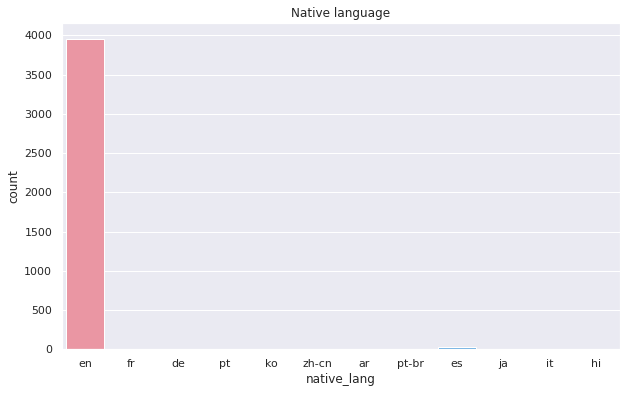 Native language
4000
3500
3000
2500
2000
1500
1000
500
0
count
en fr de pt ko zh-cn ar pt-br es ja it hi
native_lang